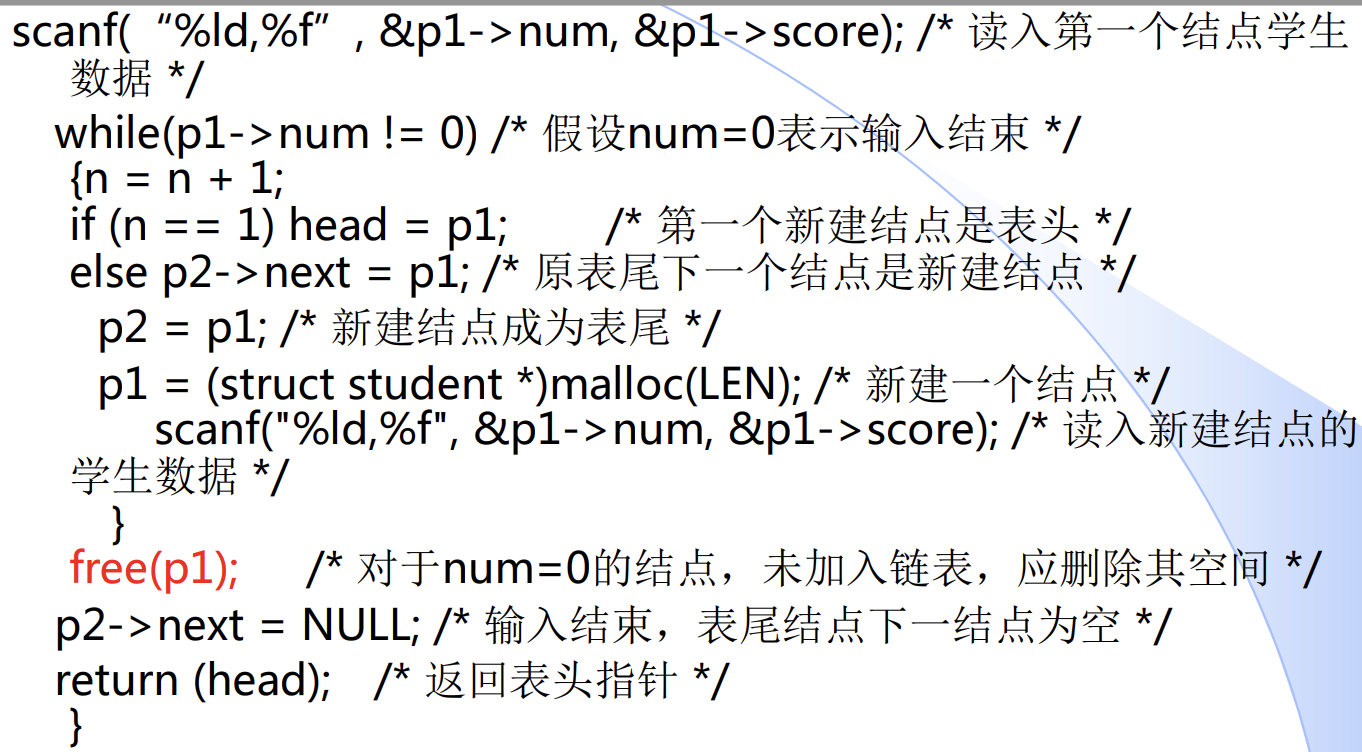 scanf(“%ld,%f”, &p1->num, &p1->score); /* 读入第一个结点学生
数据 */
while(p1->num != 0) /* 假设num=0表示输入结束 */
{n = n + 1;
if (n == 1) head = p1; /* 第一个新建结点是表头 */
else p2->next = p1; /* 原表尾下一个结点是新建结点 */
p2 = p1; /* 新建结点成为表尾 */
p1 = (struct student *)malloc(LEN); /* 新建一个结点 */
scanf("%ld,%f", &p1->num, &p1->score); /* 读入新建结点的
学生数据 */
}
free(p1); /* 对于num=0的结点，未加入链表，应删除其空间 */
p2->next = NULL; /* 输入结束，表尾结点下一结点为空 */
return (head); /* 返回表头指针 */
}